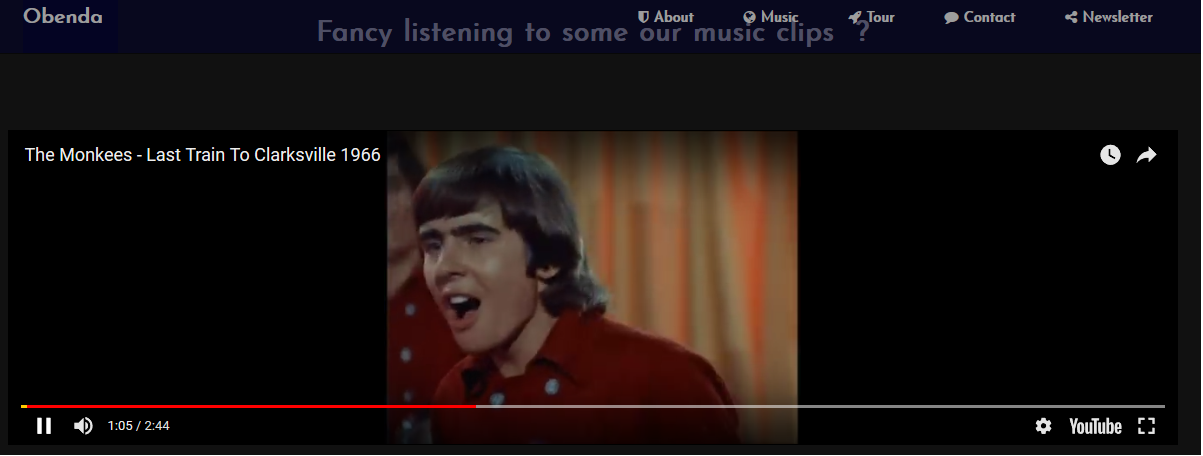 Obenda
About Music Tour Contact Newsletter
Fancy listening to some our music clips ?
The Monkees - Last Train To Clarksville 1966
1:05 / 2:44
YouTube